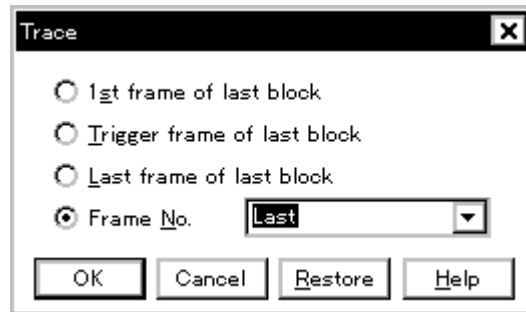 Trace
1st frame of last block
Trigger frame of last block
Last frame of last block
Frame No. Last
OK Cancel Restore Help